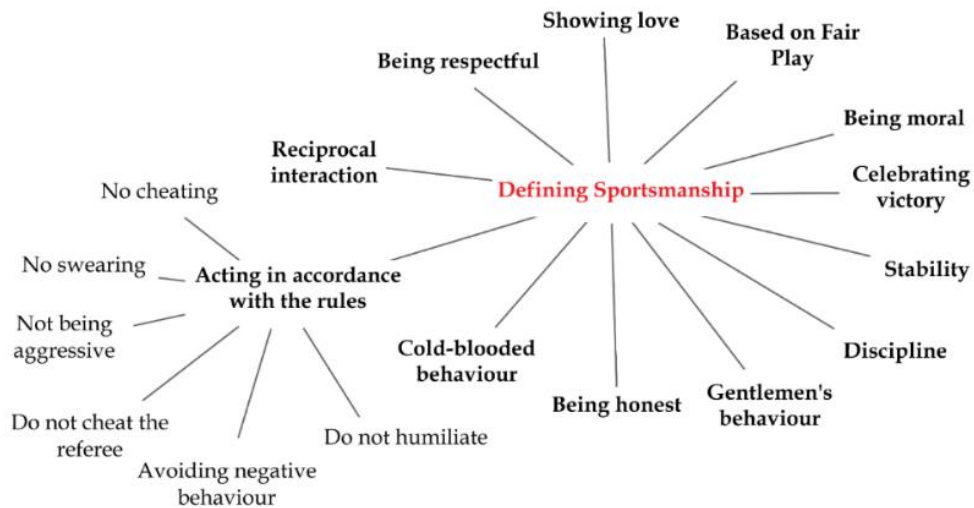 Showing love
Based on Fair
Play
Being respectful
Being moral
Reciprocal
interaction
Celebrating
victory
Defining Sportsmanship
No cheating
Stability
No swearing
Acting in accordance
with the rules
Not being
aggressive
Cold-blooded
behaviour
Discipline
Being honest
Gentlemen's
behaviour
Do not cheat the
referee
Do not humiliate
Avoiding negative
behaviour